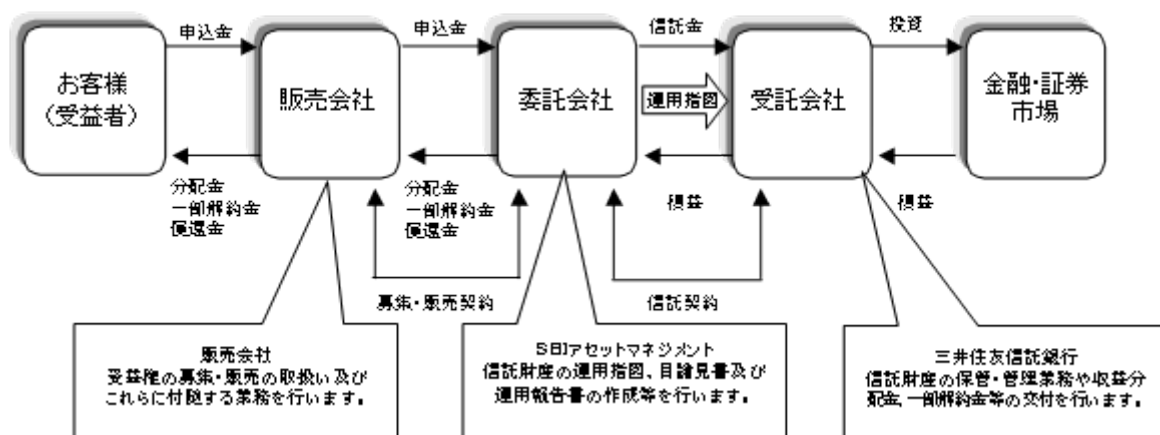 申込金
申込金
信託金
投資
お客様
（受益者）
販売会社
委託会社
運用指図
受託会社
金融・証券
市場
分配金
一部解約金
償還金
分配金
一部解約金
償還金
損益
損益
募集・販売契約
信託契約
販売会社
受益権の募集・販売の取扱い及び
これらに付随する業務を行います。
SBIアセットマネジメント
信託財産の運用指図、目論見書及び
運用報告書の作成等を行います。
三井住友信託銀行
信託財産の保管・管理業務や収益分
配金、一部解約金等の交付を行います。